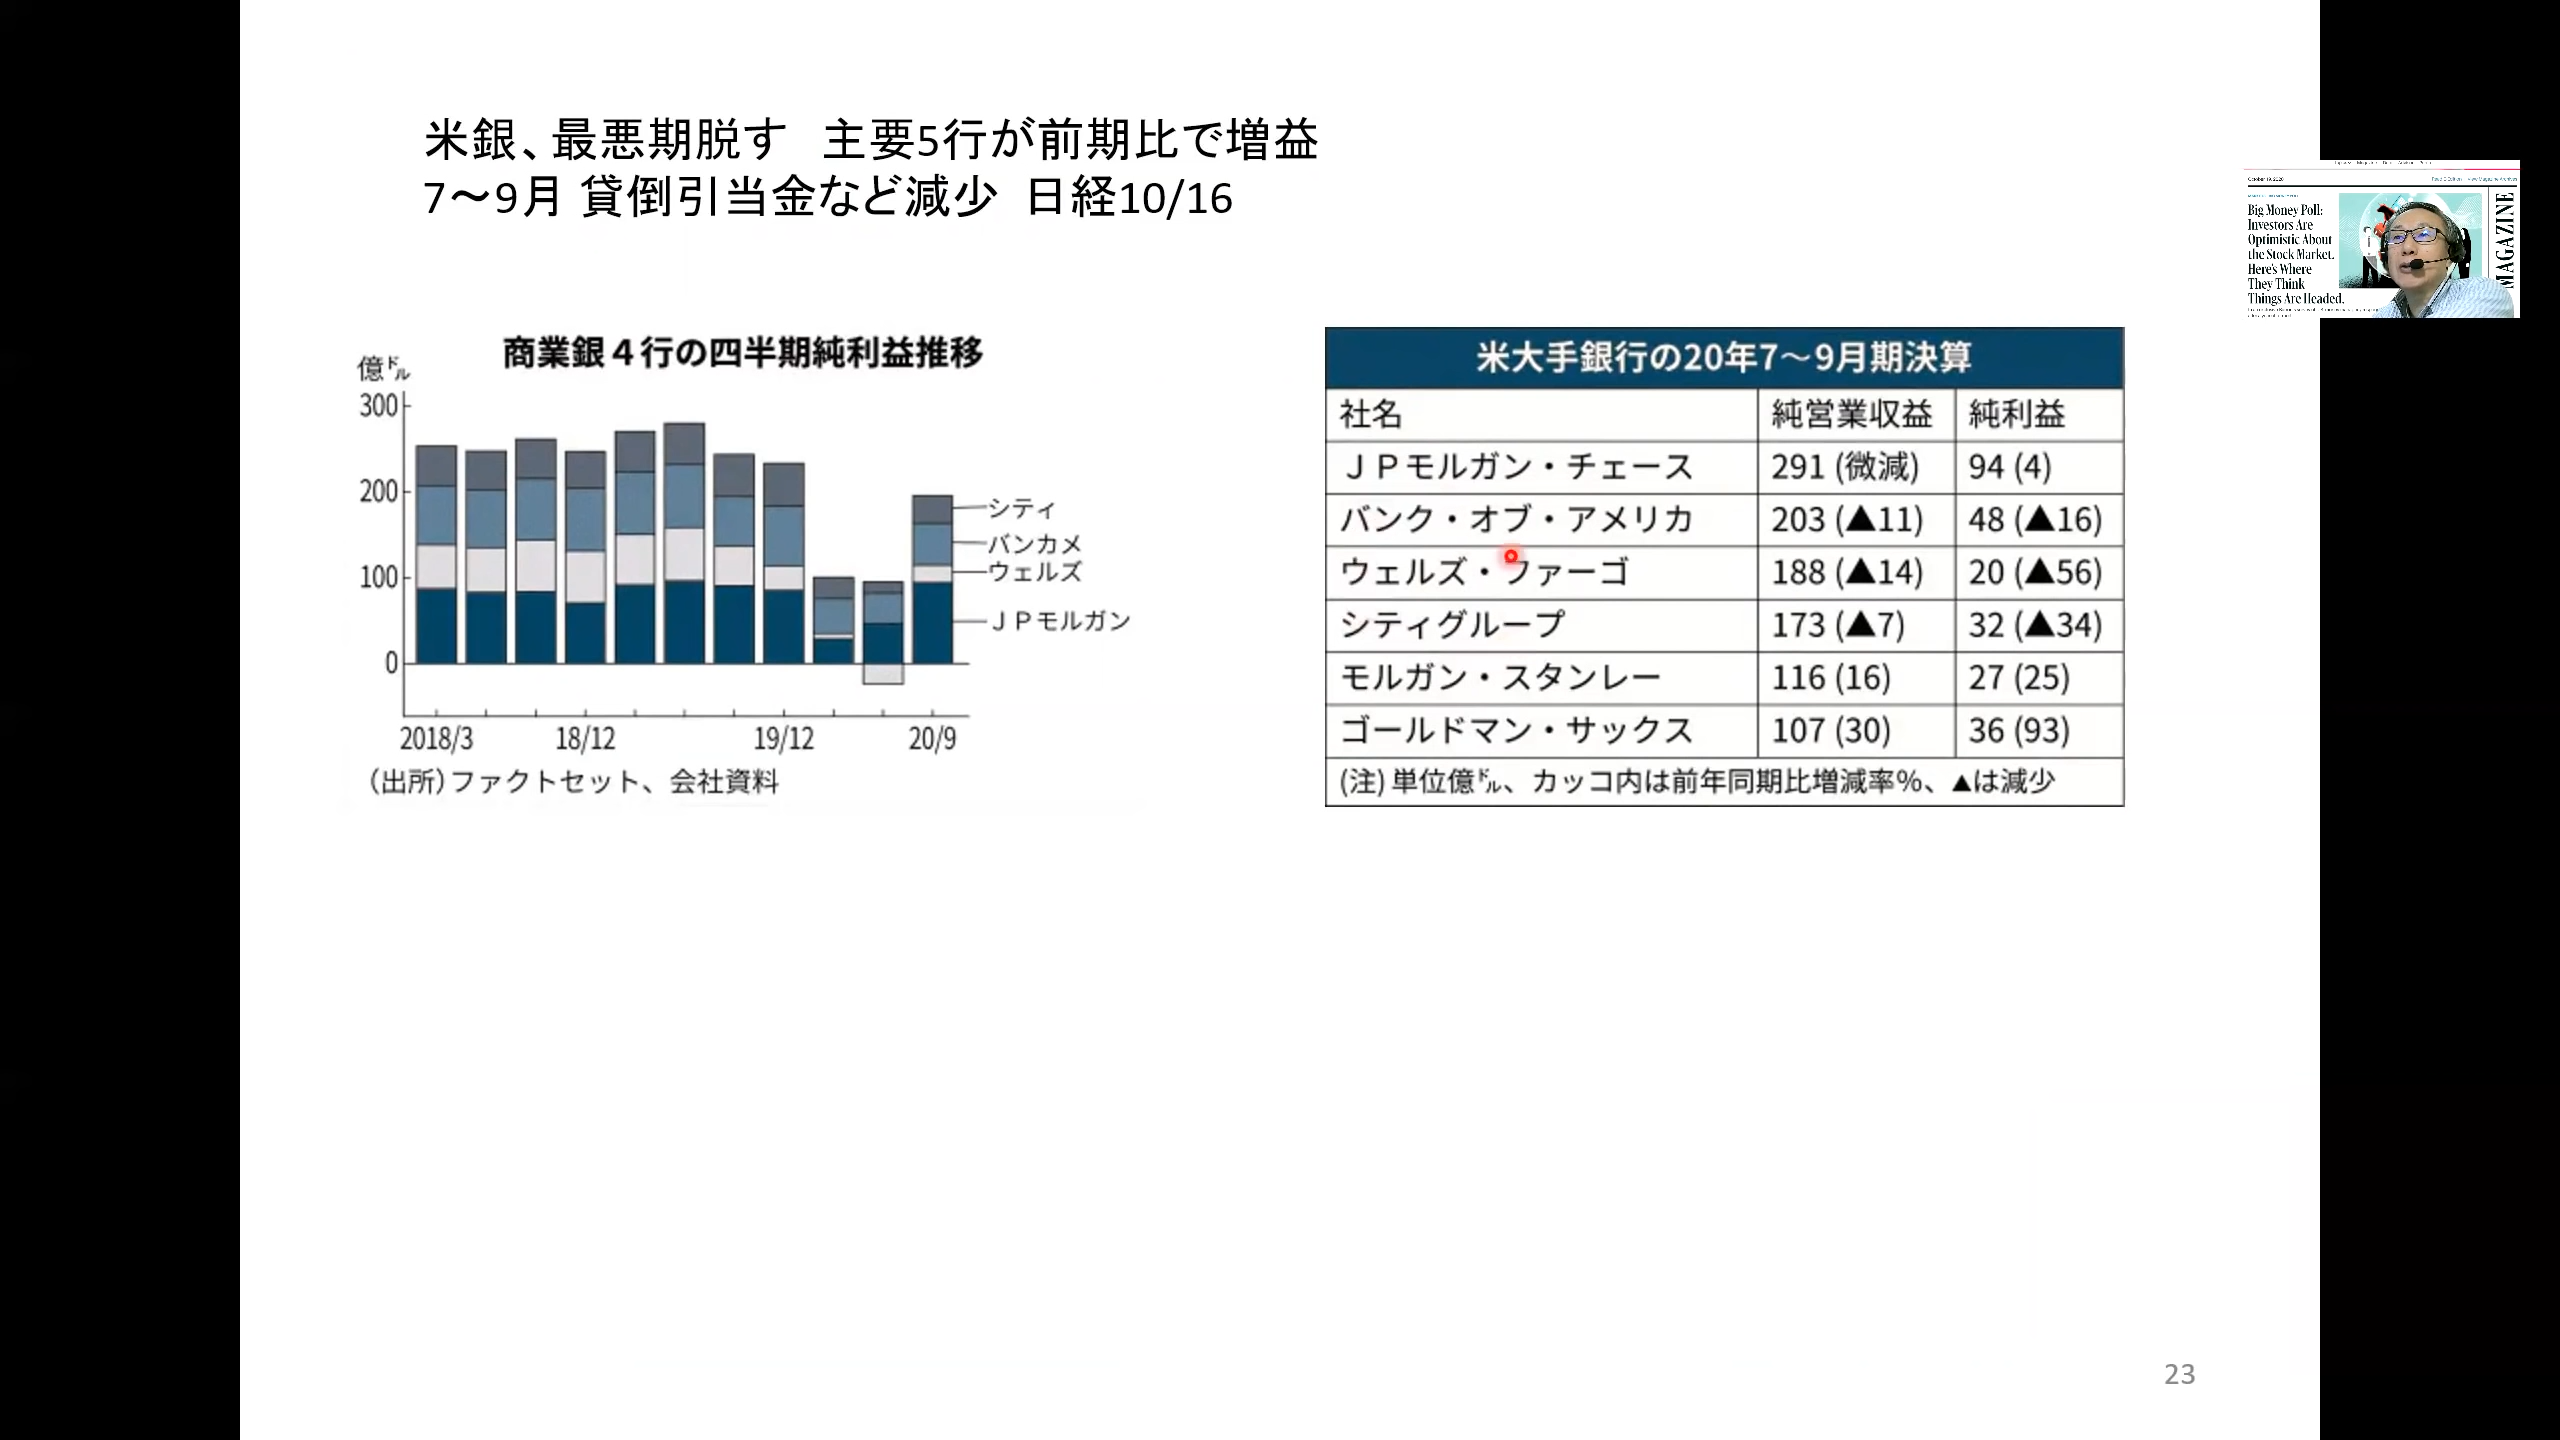 米銀、最悪期脱す　主要5行が前期比で増益
7～9月 貸倒引当金など減少 日経10/16
商業銀４行の四半期純利益推移
億㌦
300
200
100
0
シティ
バンカメ
ウェルズ
ＪＰモルガン
2018/3 18/12 19/12 20/9
（出所）ファクトセット、会社資料
米大手銀行の20年7～9月期決算
社名 純営業収益 純利益
ＪＰモルガン・チェース 291 (微減) 94 (4)
バンク・オブ・アメリカ 203 (▲11) 48 (▲16)
ウェルズ・ファーゴ 188 (▲14) 20 (▲56)
シティグループ 173 (▲7) 32 (▲34)
モルガン・スタンレー 116 (16) 27 (25)
ゴールドマン・サックス 107 (30) 36 (93)
(注) 単位億㌦、カッコ内は前年同期比増減率%、▲は減少
October 19, 2020
Big Money Poll:
Investors Are
Optimistic About
the Stock Market.
Here's Where
They Think
Things Are Headed.
MAGAZINE
23